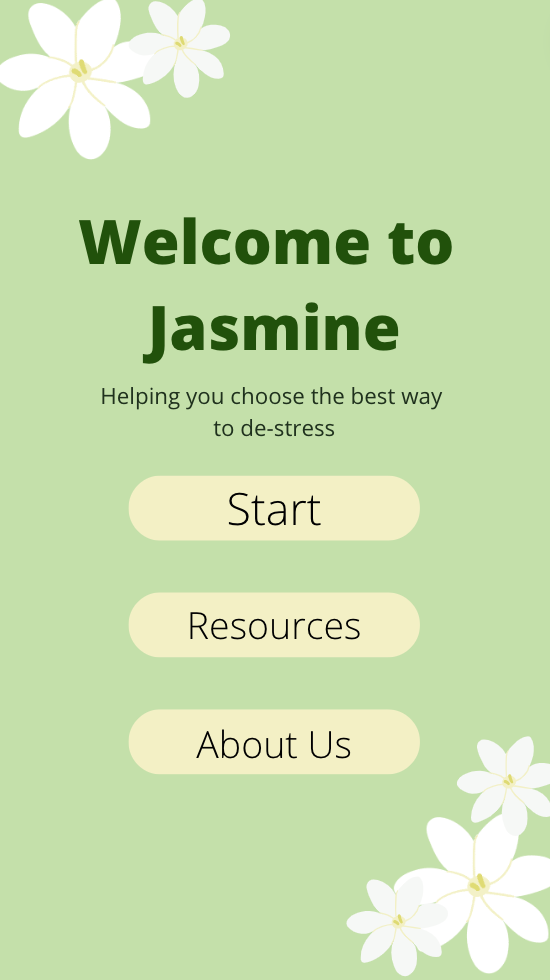 Welcome to
Jasmine
Helping you choose the best way
to de-stress
Start
Resources
About Us